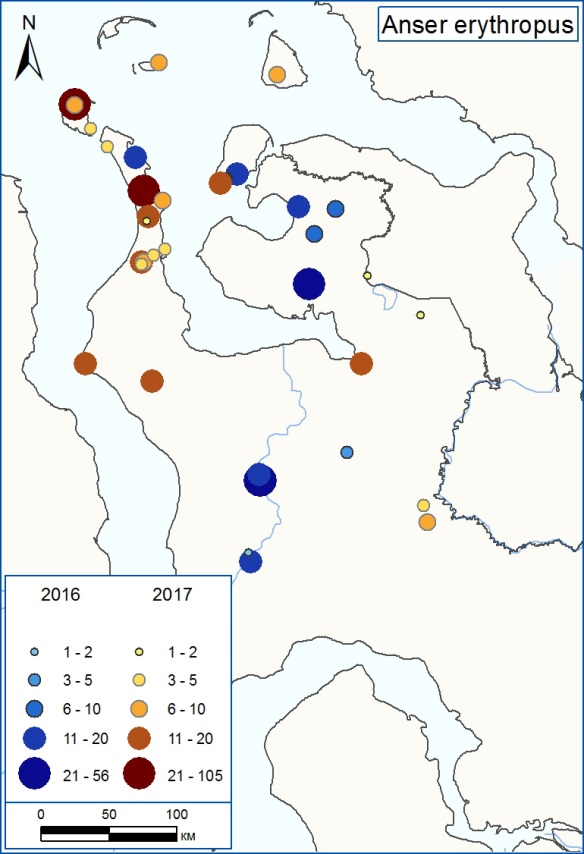 Anser erythropus
N
2016 2017
1 - 2 1 - 2
3 - 5 3 - 5
6 - 10 6 - 10
11 - 20 11 - 20
21 - 56 21 - 105
0 50 100
км